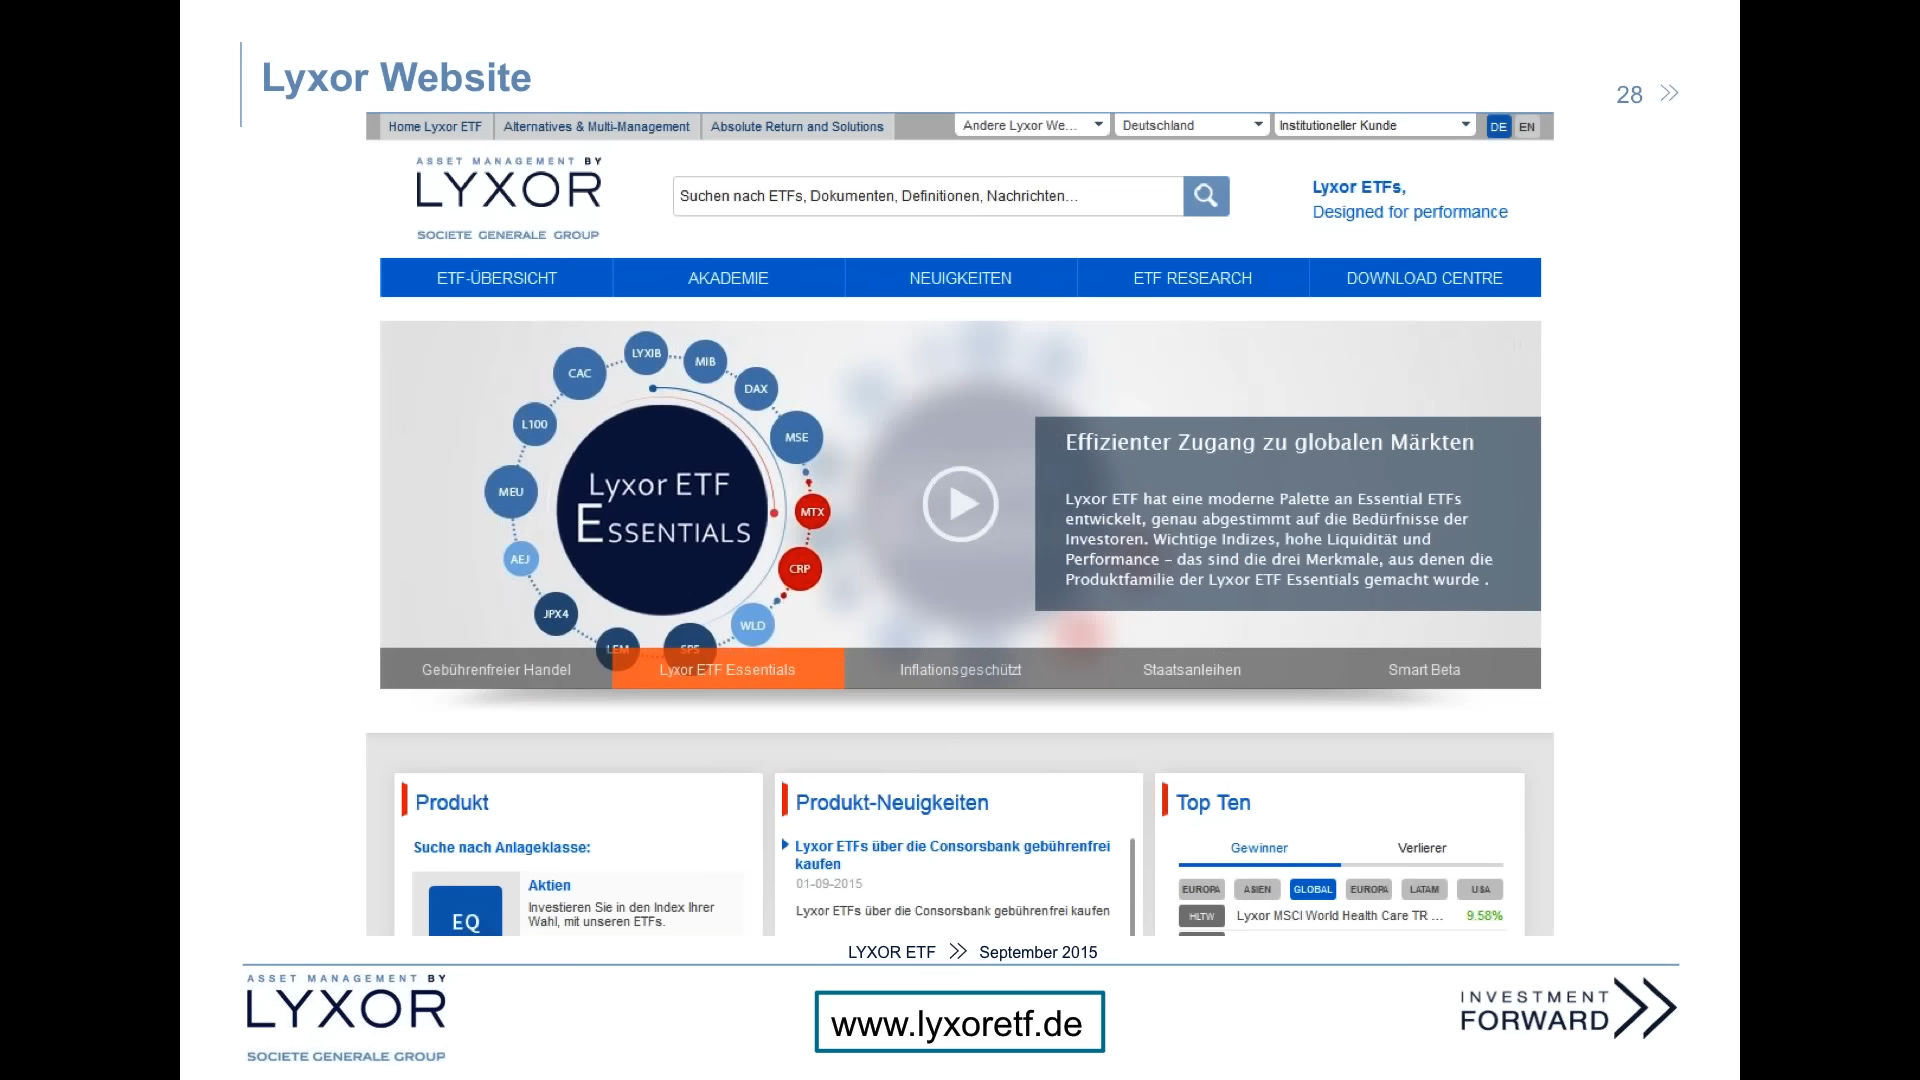 Lyxor Website
28
Home Lyxor ETF
Alternatives & Multi-Management
Absolute Return and Solutions
Andere Lyxor We...
Deutschland
Institutioneller Kunde
DE
EN
ASSET MANAGEMENT BY
LYXOR
SOCIETE GENERALE GROUP
Suchen nach ETFs, Dokumenten, Definitionen, Nachrichten...
Lyxor ETFs,
Designed for performance
ETF-ÜBERSICHT
AKADEMIE
NEUIGKEITEN
ETF RESEARCH
DOWNLOAD CENTRE
LYXIB
MIB
DAX
MSE
MTX
CRP
WLD
SP5
LEM
JPX4
AEJ
MEU
L100
CAC
Lyxor ETF
ESSENTIALS
Effizienter Zugang zu globalen Märkten
Lyxor ETF hat eine moderne Palette an Essential ETFs
entwickelt, genau abgestimmt auf die Bedürfnisse der
Investoren. Wichtige Indizes, hohe Liquidität und
Performance – das sind die drei Merkmale, aus denen die
Produktfamilie der Lyxor ETF Essentials gemacht wurde .
Gebührenfreier Handel
Lyxor ETF Essentials
Inflationsgeschützt
Staatsanleihen
Smart Beta
Produkt
Suche nach Anlageklasse:
EQ
Aktien
Investieren Sie in den Index Ihrer
Wahl, mit unseren ETFs.
Produkt-Neuigkeiten
Lyxor ETFs über die Consorsbank gebührenfrei
kaufen
01-09-2015
Lyxor ETFs über die Consorsbank gebührenfrei kaufen
Top Ten
Gewinner
Verlierer
EUROPA
ASIEN
GLOBAL
EUROPA
LATAM
USA
HLTW
Lyxor MSCI World Health Care TR ...
9.58%
LYXOR ETF
September 2015
ASSET MANAGEMENT BY
LYXOR
SOCIETE GENERALE GROUP
www.lyxoretf.de
INVESTMENT
FORWARD